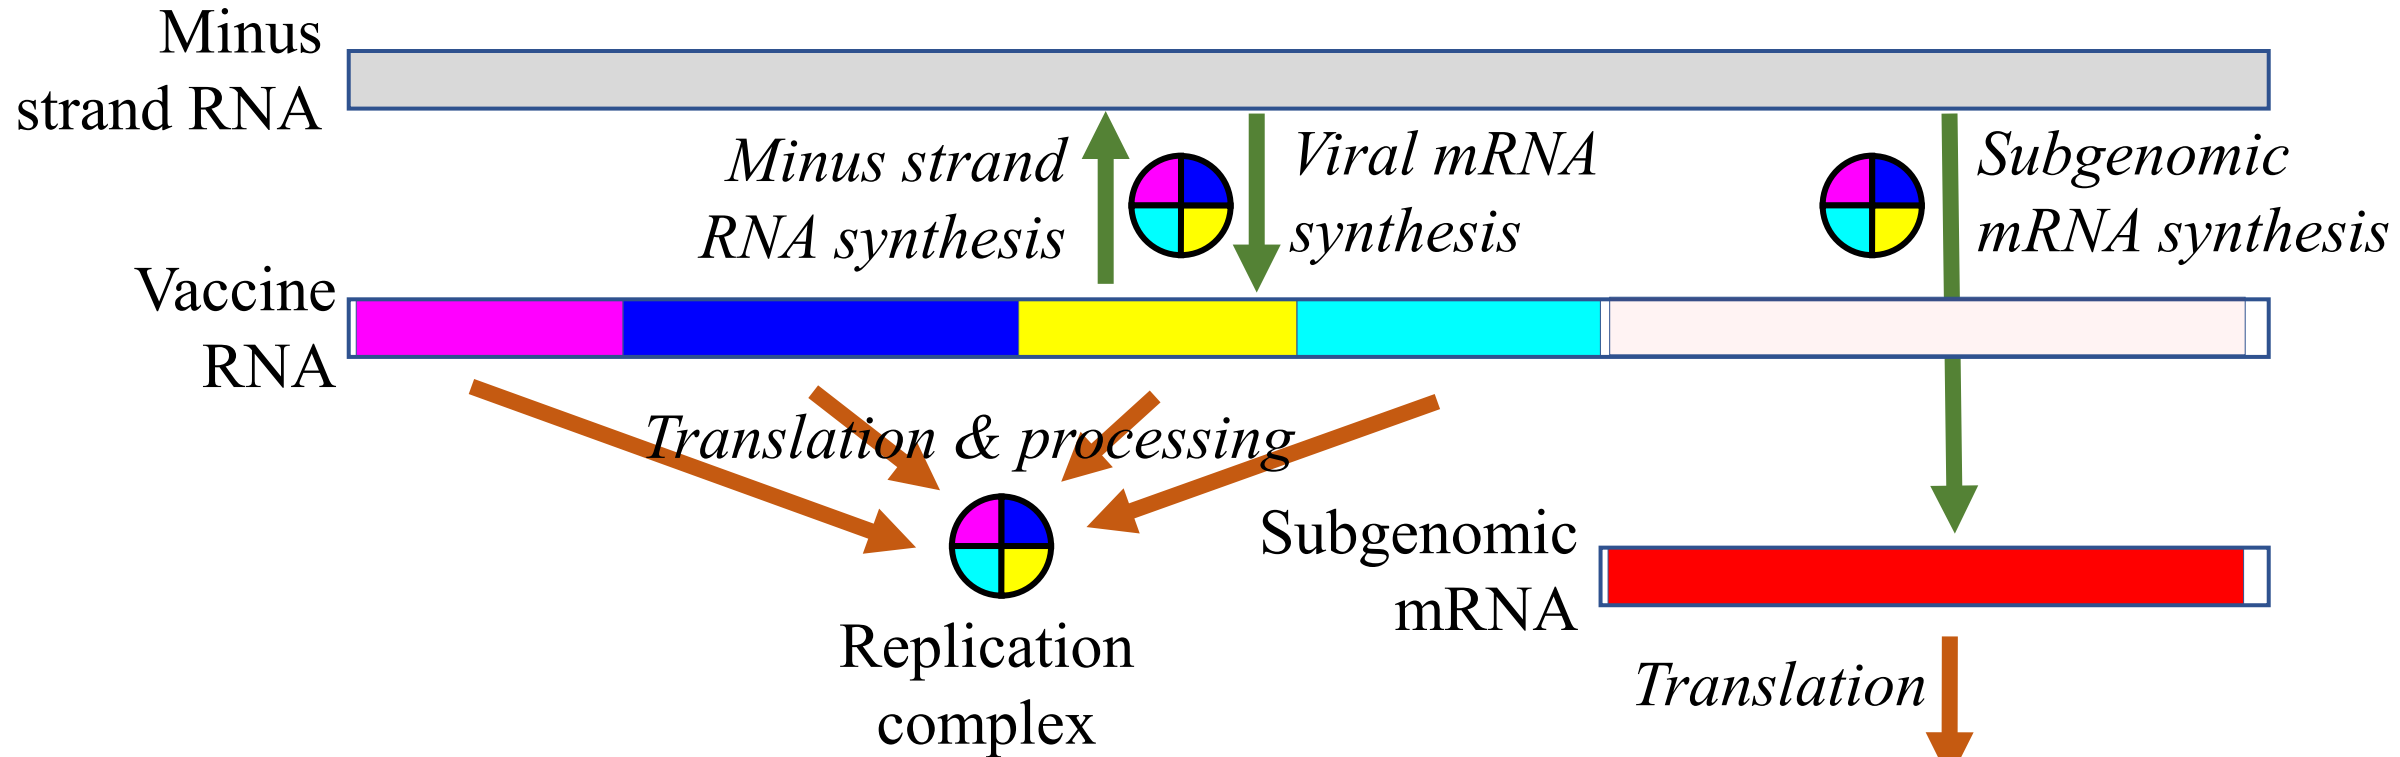 Minus
strand RNA
Minus strand
RNA synthesis
Viral mRNA
synthesis
Subgenomic
mRNA synthesis
Vaccine
RNA
Translation & processing
Replication
complex
Subgenomic
mRNA
Translation